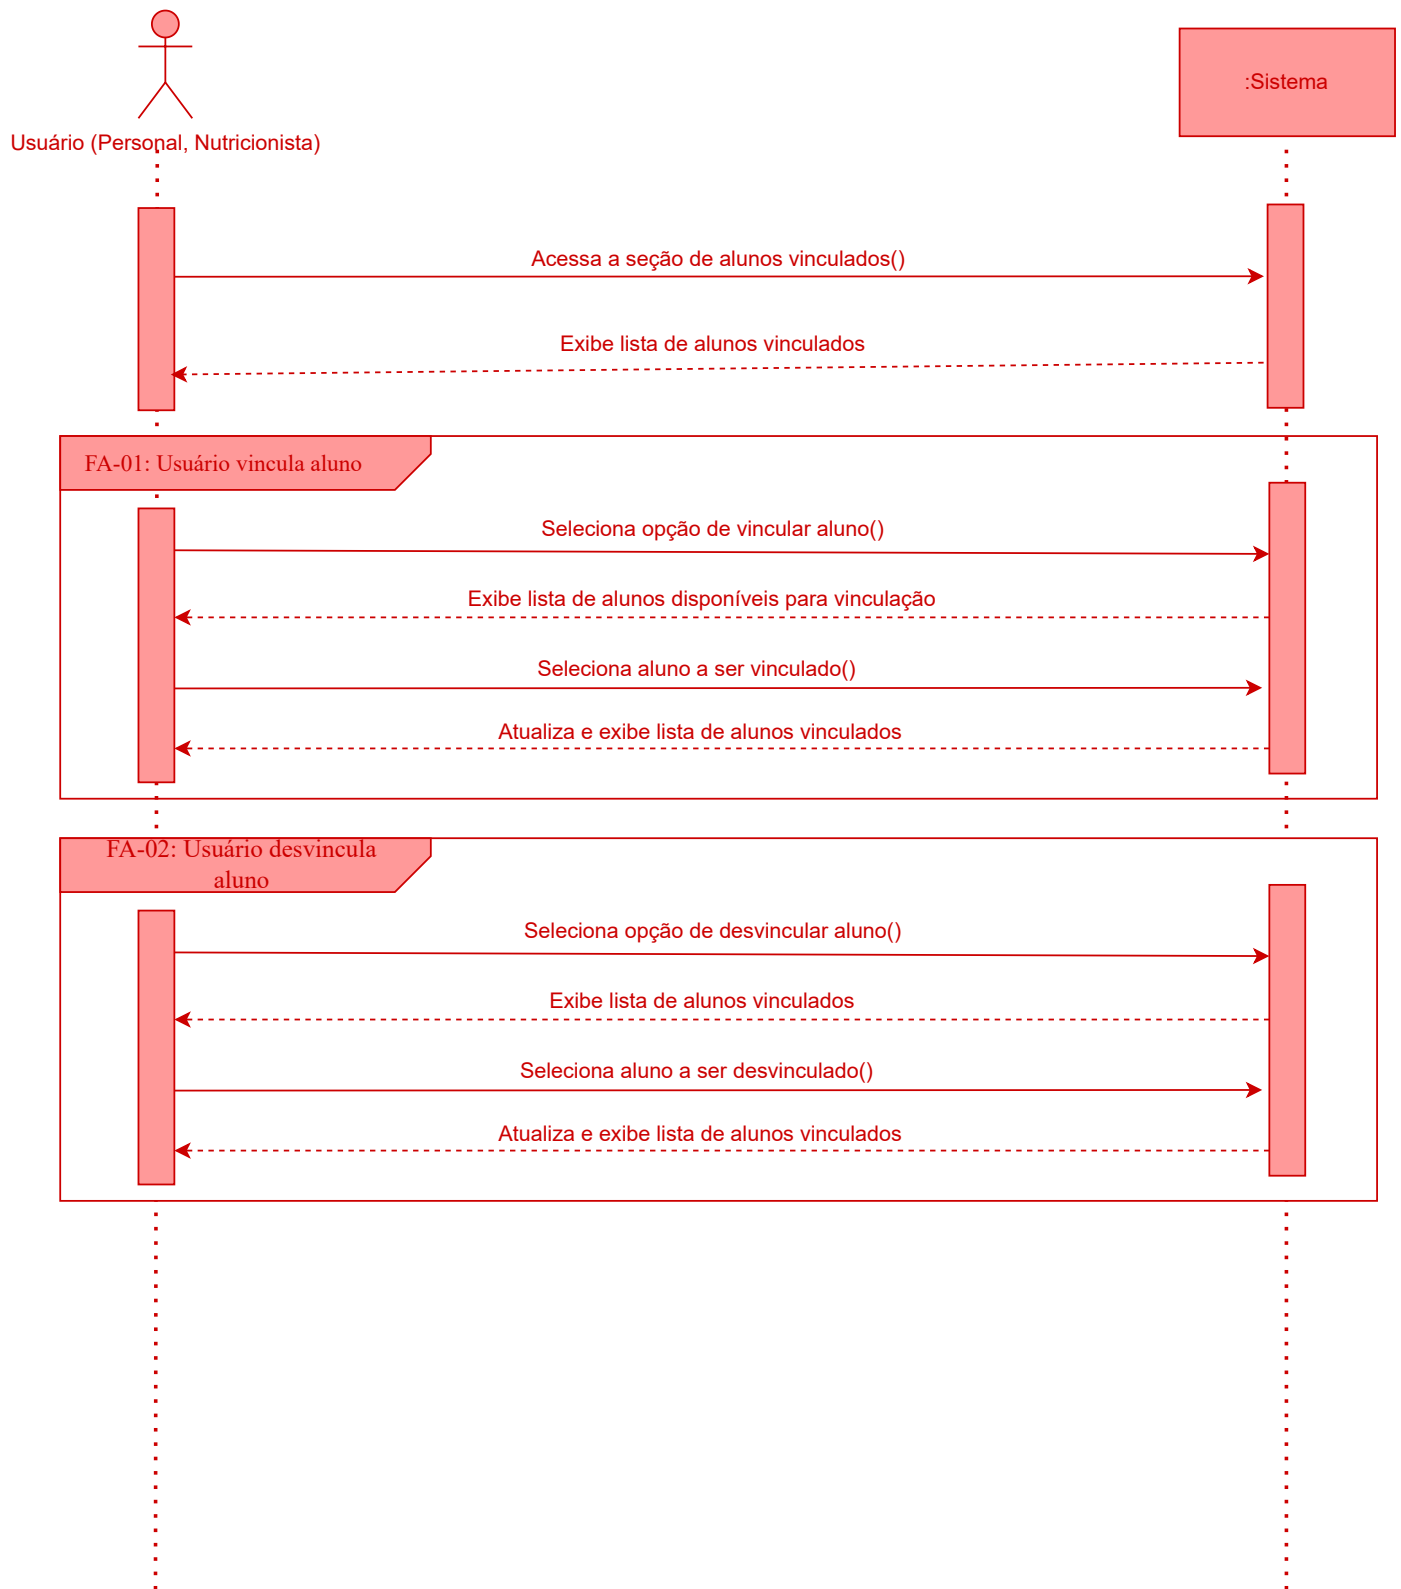 :Sistema
Usuário (Personal, Nutricionista)
Acessa a seção de alunos vinculados()
Exibe lista de alunos vinculados
FA-01: Usuário vincula aluno
Seleciona opção de vincular aluno()
Exibe lista de alunos disponíveis para vinculação
Seleciona aluno a ser vinculado()
Atualiza e exibe lista de alunos vinculados
FA-02: Usuário desvincula
aluno
Seleciona opção de desvincular aluno()
Exibe lista de alunos vinculados
Seleciona aluno a ser desvinculado()
Atualiza e exibe lista de alunos vinculados